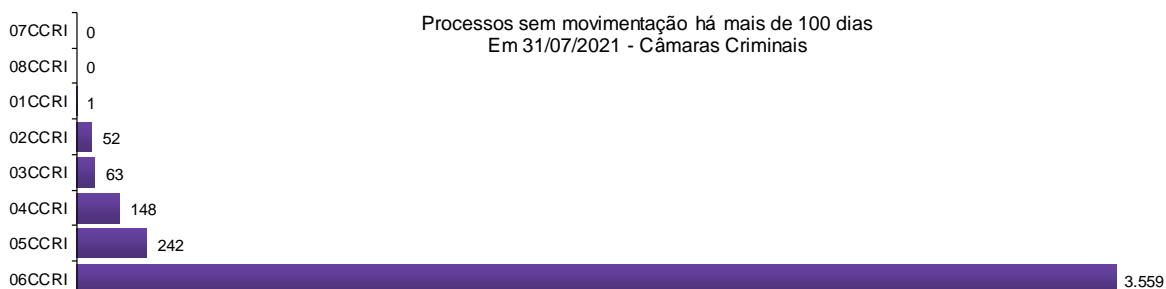 Processos sem movimentação há mais de 100 dias
Em 31/07/2021 - Câmaras Criminais
07CCRI 0
08CCRI 0
01CCRI 1
02CCRI 52
03CCRI 63
04CCRI 148
05CCRI 242
06CCRI 3.559